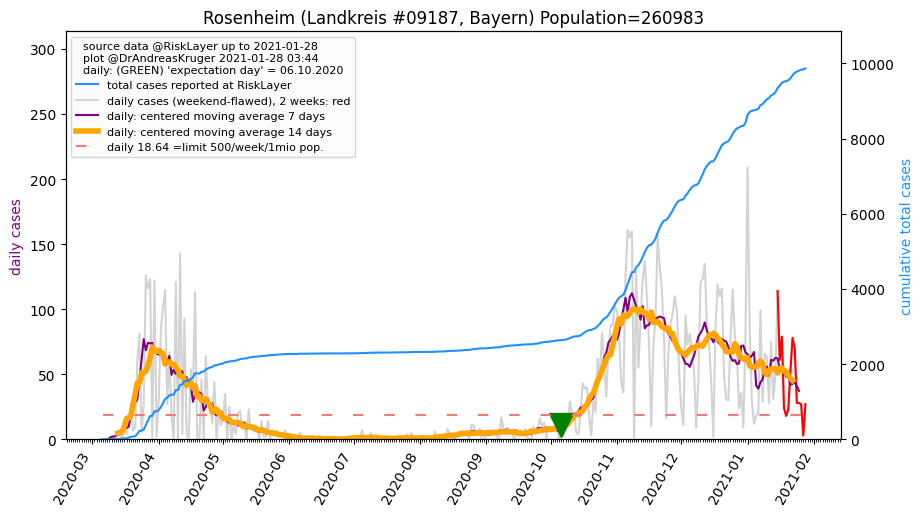 Rosenheim (Landkreis #09187, Bayern) Population=260983
source data @RiskLayer up to 2021-01-28
plot @DrAndreasKruger 2021-01-28 03:44
daily: (GREEN) 'expectation day' = 06.10.2020
total cases reported at RiskLayer
daily cases (weekend-flawed), 2 weeks: red
daily: centered moving average 7 days
daily: centered moving average 14 days
daily 18.64 =limit 500/week/1mio pop.
daily cases
300
250
200
150
100
50
0
cumulative total cases
10000
8000
6000
4000
2000
0
2020-03
2020-04
2020-05
2020-06
2020-07
2020-08
2020-09
2020-10
2020-11
2020-12
2021-01
2021-02